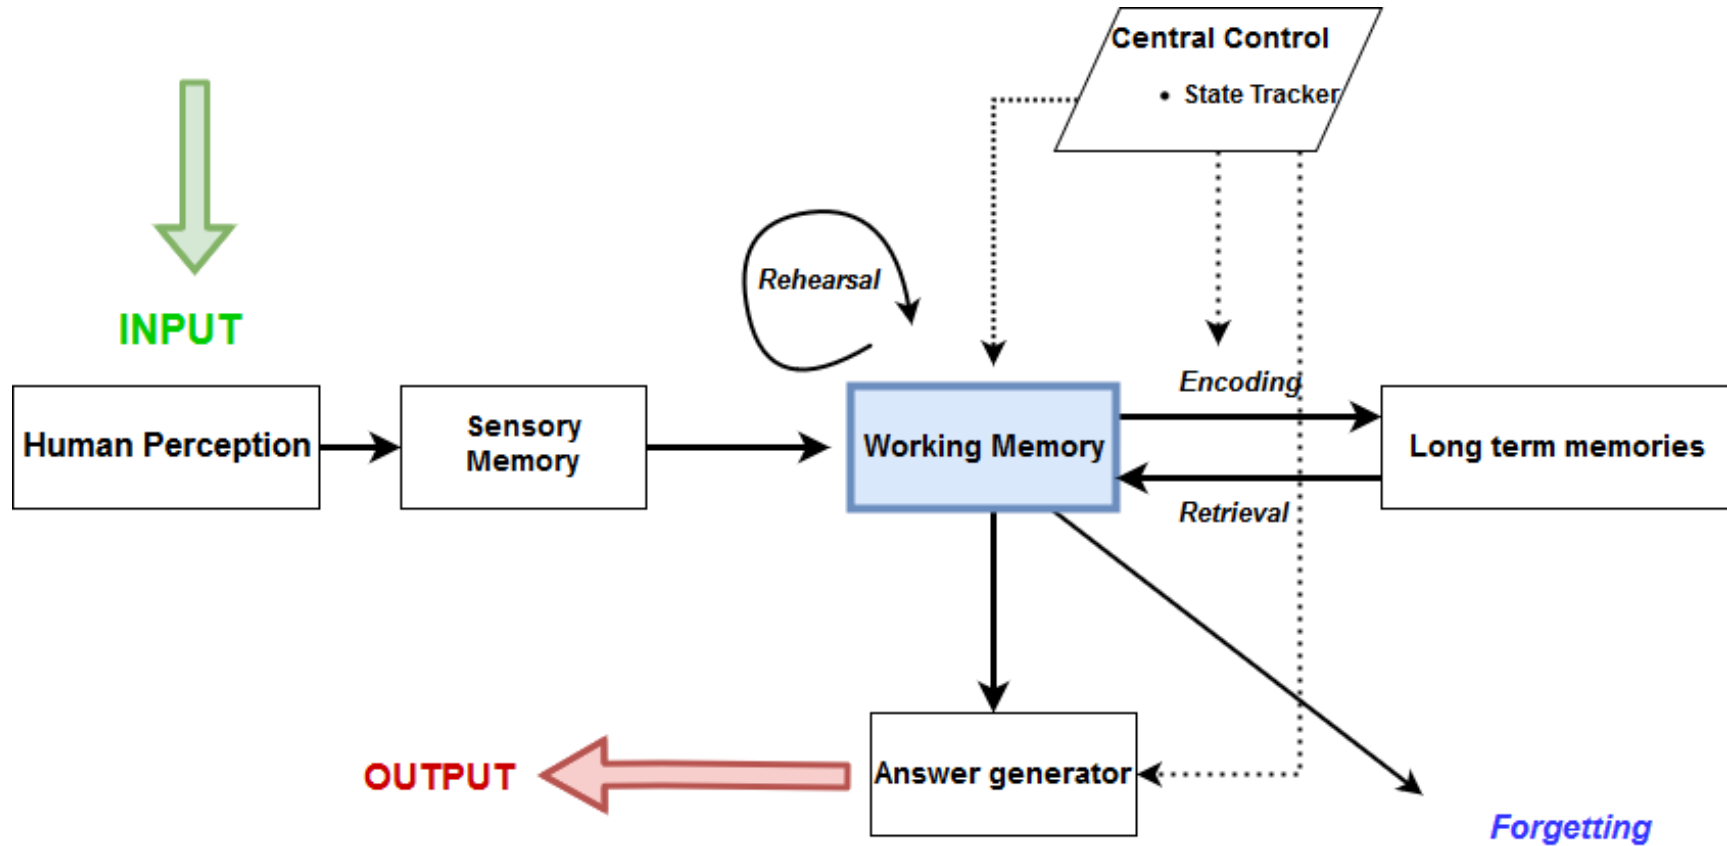 Central Control
• State Tracker
Rehearsal
INPUT
Encoding
Human Perception
Sensory
Memory
Working Memory
Long term memories
Retrieval
OUTPUT
Answer generator
Forgetting